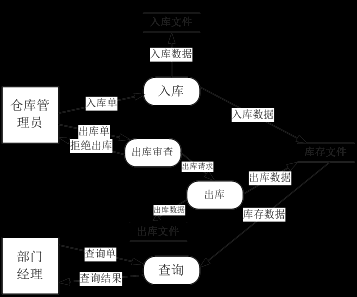 入库文件
入库数据
仓库管
理员
入库单
入库
入库数据
出库单
拒绝出库
出库审查
库存文件
出库请求
出库数据
出库
出库数据
库存数据
出库文件
部门
经理
查询单
查询结果
查询